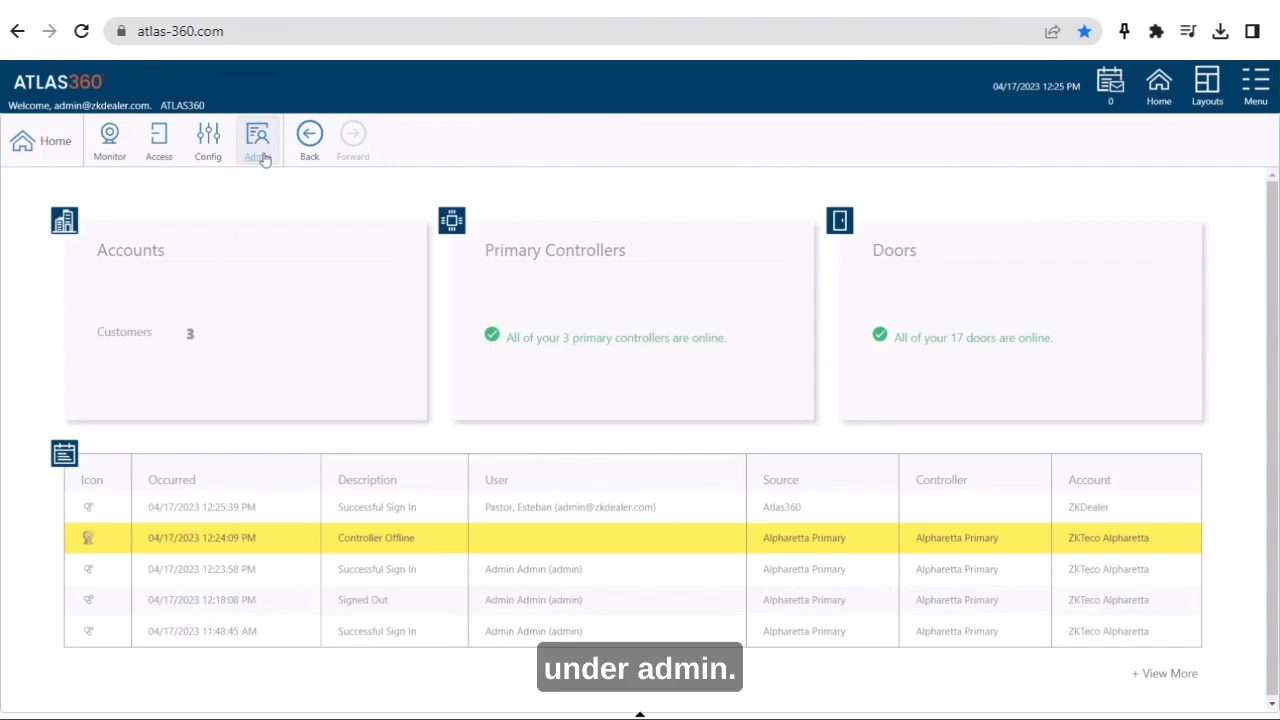 atlas-360.com
ATLAS360
Welcome, admin@zkdealer.com. ATLAS360
04/17/2023 12:25 PM
0
Home
Layouts
Menu
Home
Monitor
Access
Config
Admin
Back
Forward
Accounts
Customers 3
Primary Controllers
All of your 3 primary controllers are online.
Doors
All of your 17 doors are online.
Icon Occurred Description User Source Controller Account
04/17/2023 12:25:39 PM Successful Sign In Pastor, Esteban (admin@zkdealer.com) Atlas360 ZKDealer
04/17/2023 12:24:09 PM Controller Offline Alpharetta Primary Alpharetta Primary ZKTeco Alpharetta
04/17/2023 12:23:58 PM Successful Sign In Admin Admin (admin) Alpharetta Primary Alpharetta Primary ZKTeco Alpharetta
04/17/2023 12:18:08 PM Signed Out Admin Admin (admin) Alpharetta Primary Alpharetta Primary ZKTeco Alpharetta
04/17/2023 11:48:45 AM Successful Sign In Admin Admin (admin) Alpharetta Primary Alpharetta Primary ZKTeco Alpharetta
under admin.
+ View More